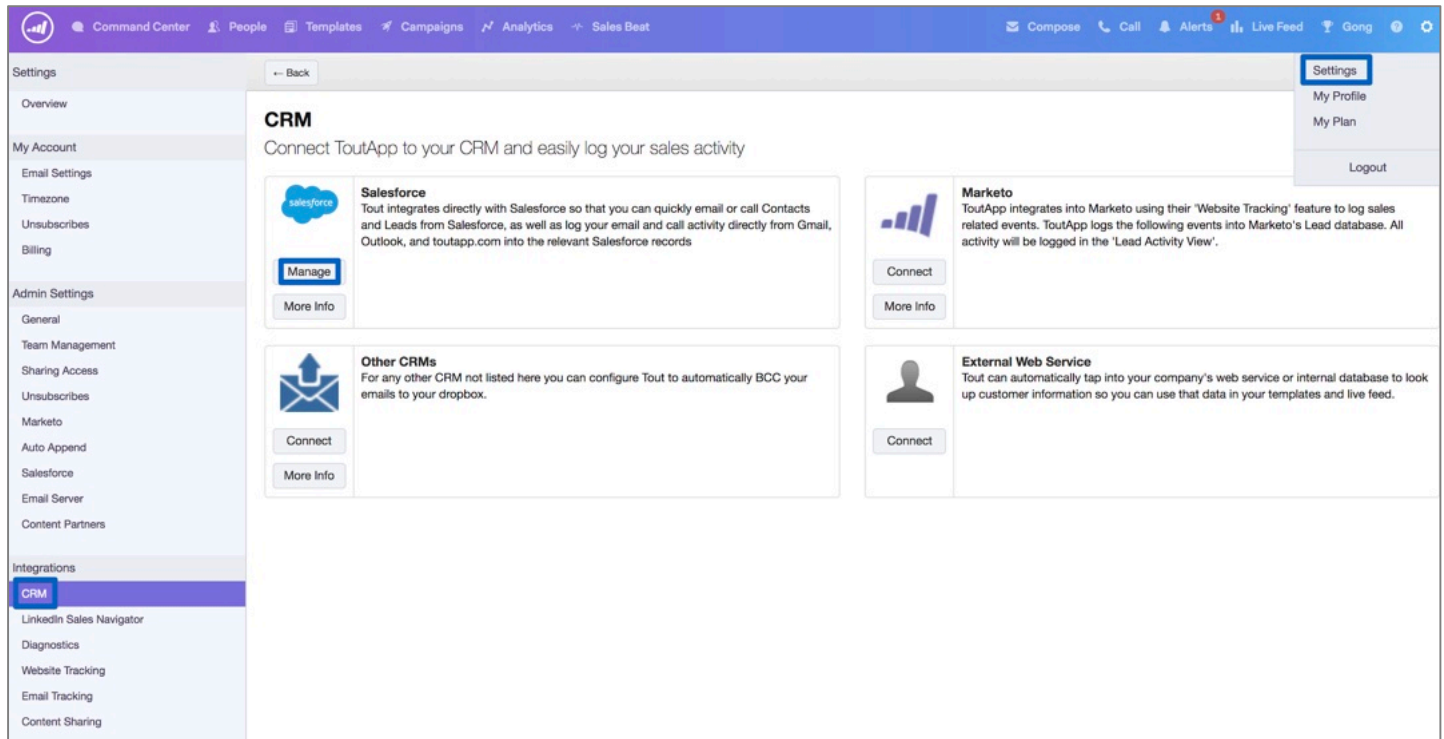 Command Center People Templates Campaigns Analytics Sales Beat Compose Call Alerts 1 Live Feed Gong
Settings
Overview
My Account
Email Settings
Timezone
Unsubscribes
Billing
Admin Settings
General
Team Management
Sharing Access
Unsubscribes
Marketo
Auto Append
Salesforce
Email Server
Content Partners
Integrations
CRM
LinkedIn Sales Navigator
Diagnostics
Website Tracking
Email Tracking
Content Sharing
← Back
Settings
My Profile
My Plan
Logout
CRM
Connect ToutApp to your CRM and easily log your sales activity
salesforce
Salesforce
Tout integrates directly with Salesforce so that you can quickly email or call Contacts
and Leads from Salesforce, as well as log your email and call activity directly from Gmail,
Outlook, and toutapp.com into the relevant Salesforce records
Manage
More Info
Marketo
ToutApp integrates into Marketo using their 'Website Tracking' feature to log sales
related events. ToutApp logs the following events into Marketo's Lead database. All
activity will be logged in the 'Lead Activity View'.
Connect
More Info
Other CRMs
For any other CRM not listed here you can configure Tout to automatically BCC your
emails to your dropbox.
Connect
More Info
External Web Service
Tout can automatically tap into your company's web service or internal database to look
up customer information so you can use that data in your templates and live feed.
Connect